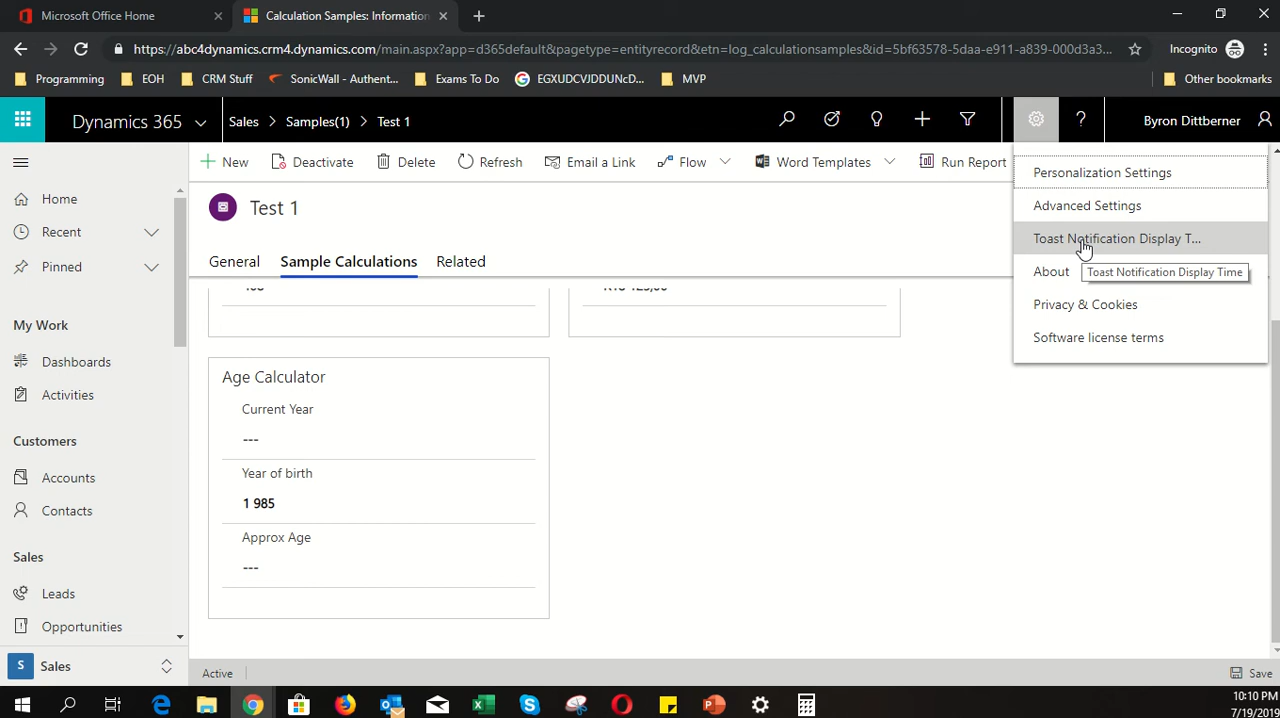 Microsoft Office Home
Calculation Samples: Information
https://abc4dynamics.crm4.dynamics.com/main.aspx?app=d365default&pagetype=entityrecord&etn=log_calculationsamples&id=5bf63578-5daa-e911-a839-000d3a3...
Incognito
Programming
EOH
CRM Stuff
SonicWall - Authent...
Exams To Do
EGXUDCVJDDUNcD...
MVP
Other bookmarks
Dynamics 365
Sales > Samples(1) > Test 1
Byron Dittberner
New
Deactivate
Delete
Refresh
Email a Link
Flow
Word Templates
Run Report
Personalization Settings
Advanced Settings
Toast Notification Display T...
Toast Notification Display Time
About
Privacy & Cookies
Software license terms
Home
Recent
Pinned
My Work
Dashboards
Activities
Customers
Accounts
Contacts
Sales
Leads
Opportunities
S
Sales
Test 1
General
Sample Calculations
Related
Age Calculator
Current Year
---
Year of birth
1 985
Approx Age
---
Active
Save
10:10 PM
7/19/2019